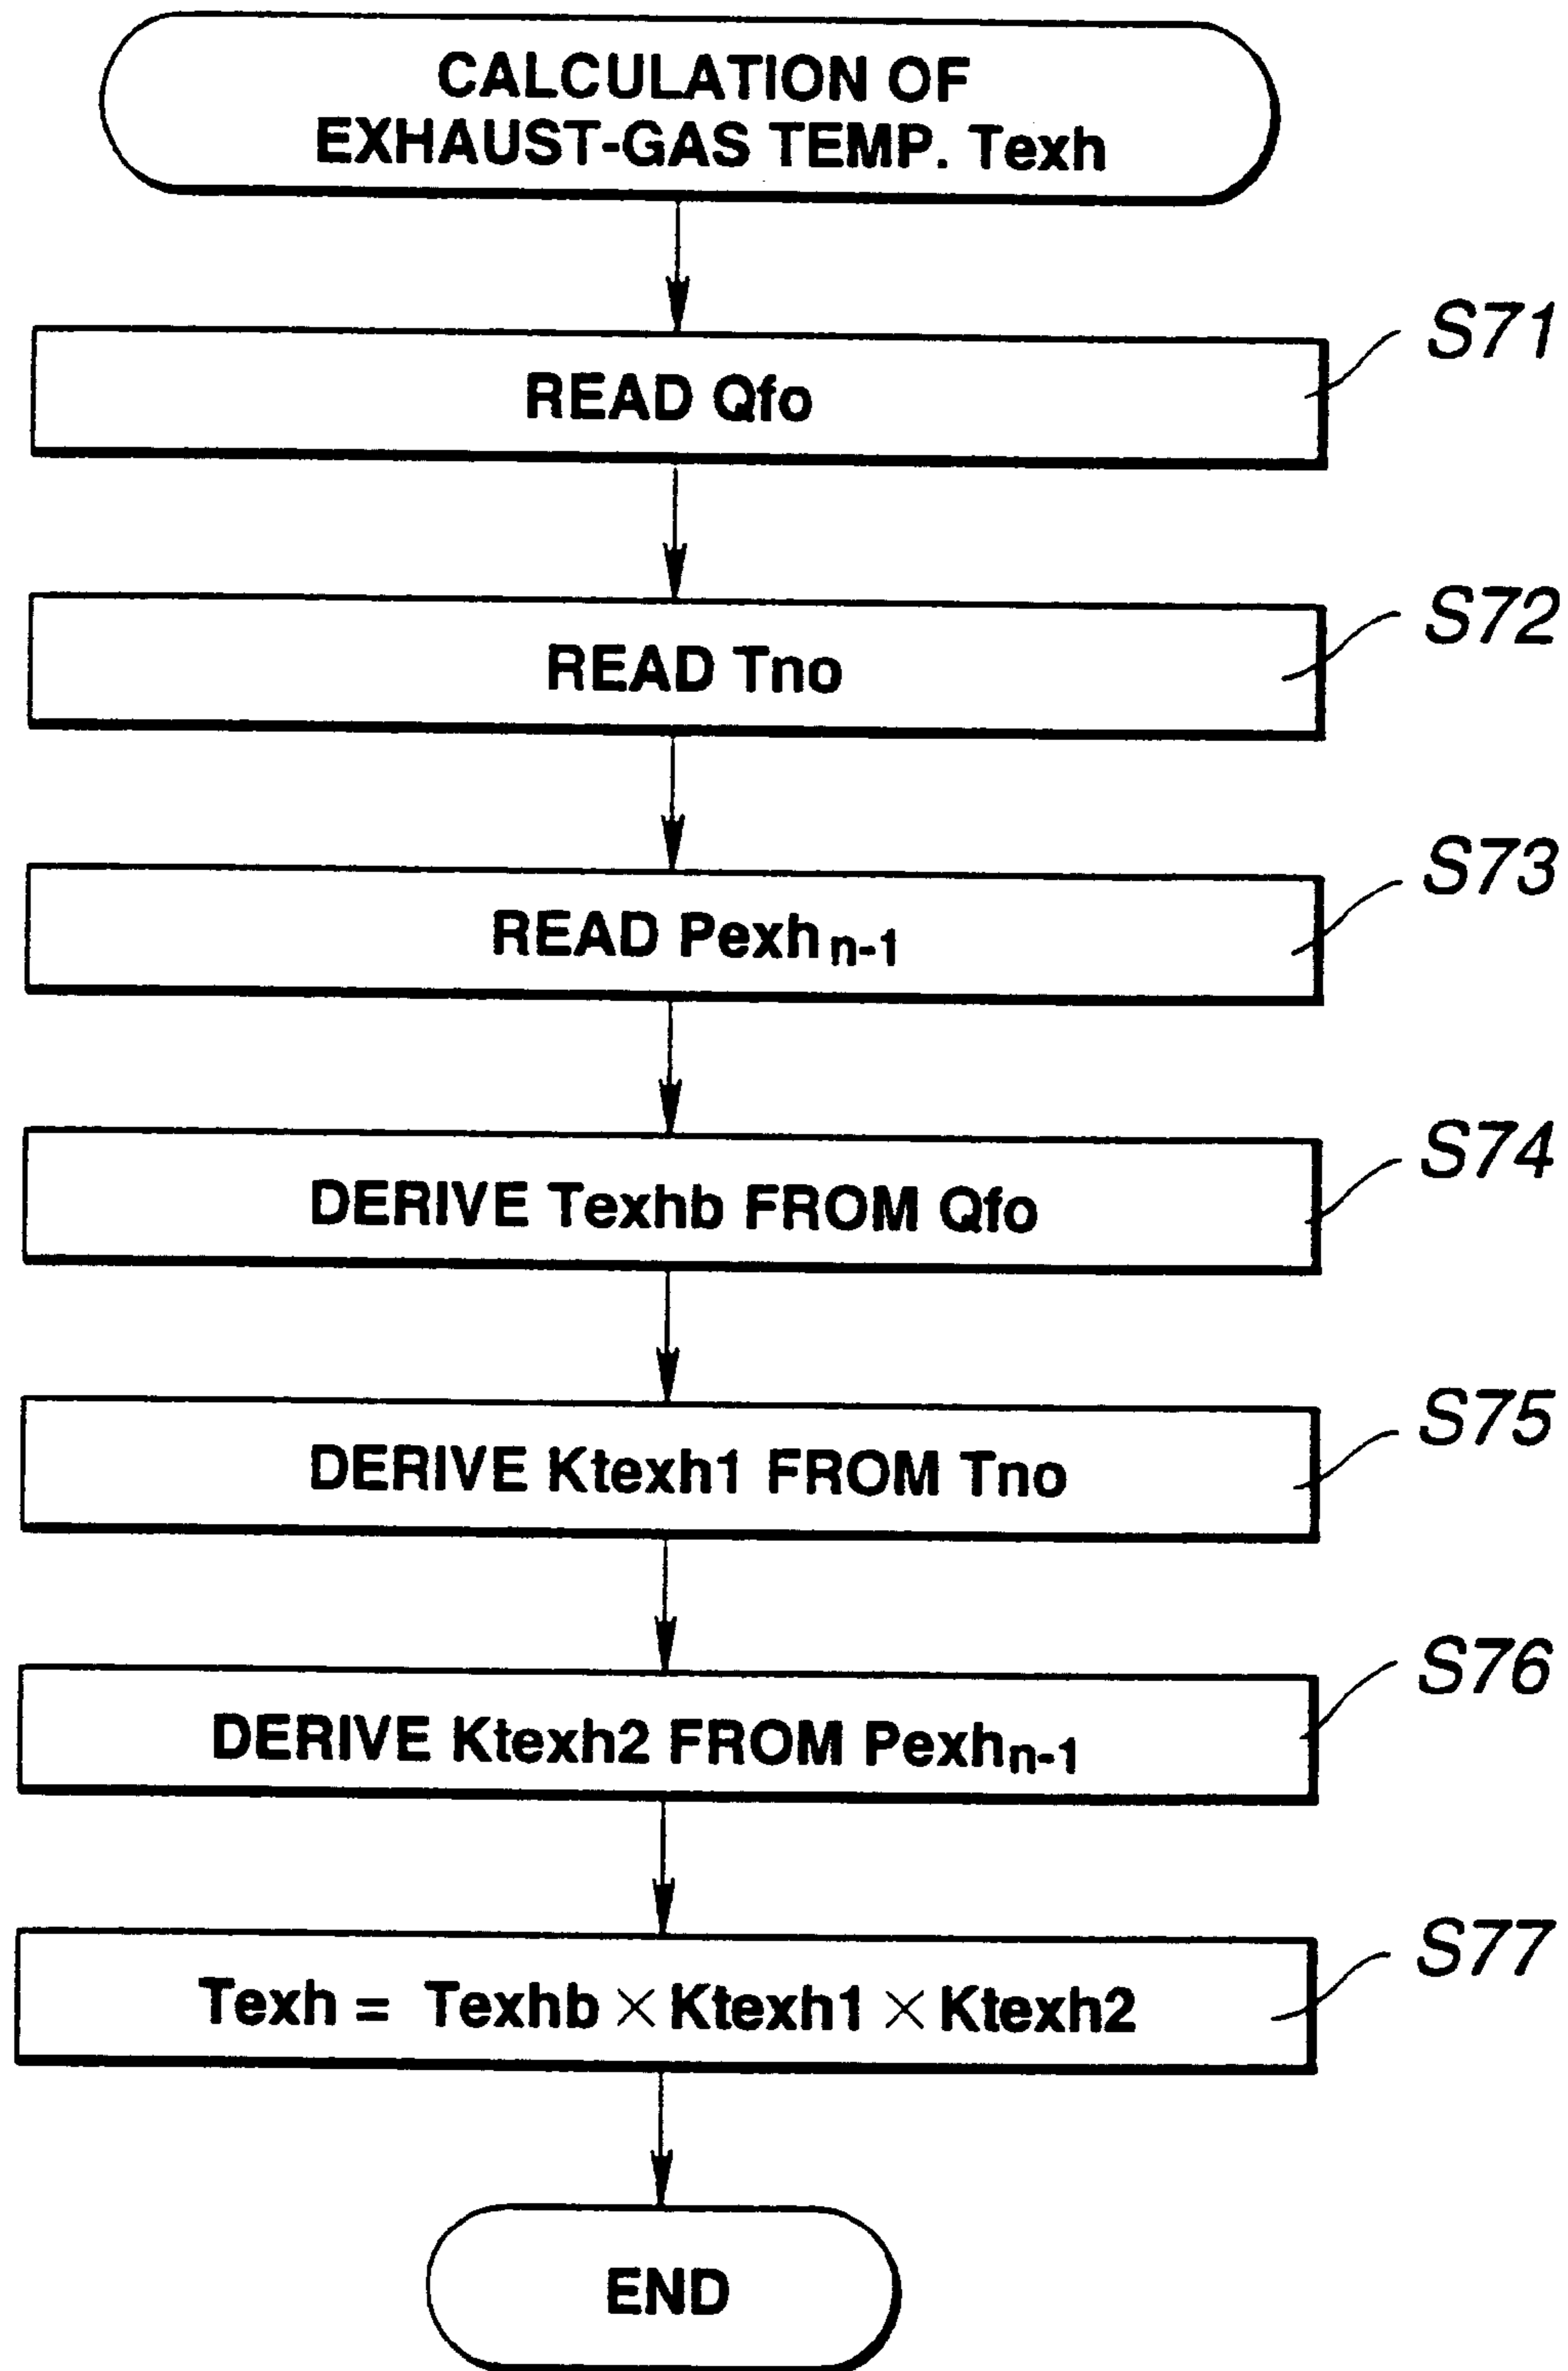 CALCULATION OF
EXHAUST-GAS TEMP. Texh
S71
READ Qfo
S72
READ Tno
S73
READ Pexhn-1
S74
DERIVE Texhb FROM Qfo
S75
DERIVE Ktexh1 FROM Tno
S76
DERIVE Ktexh2 FROM Pexhn-1
S77
Texh = Texhb × Ktexh1 × Ktexh2
END